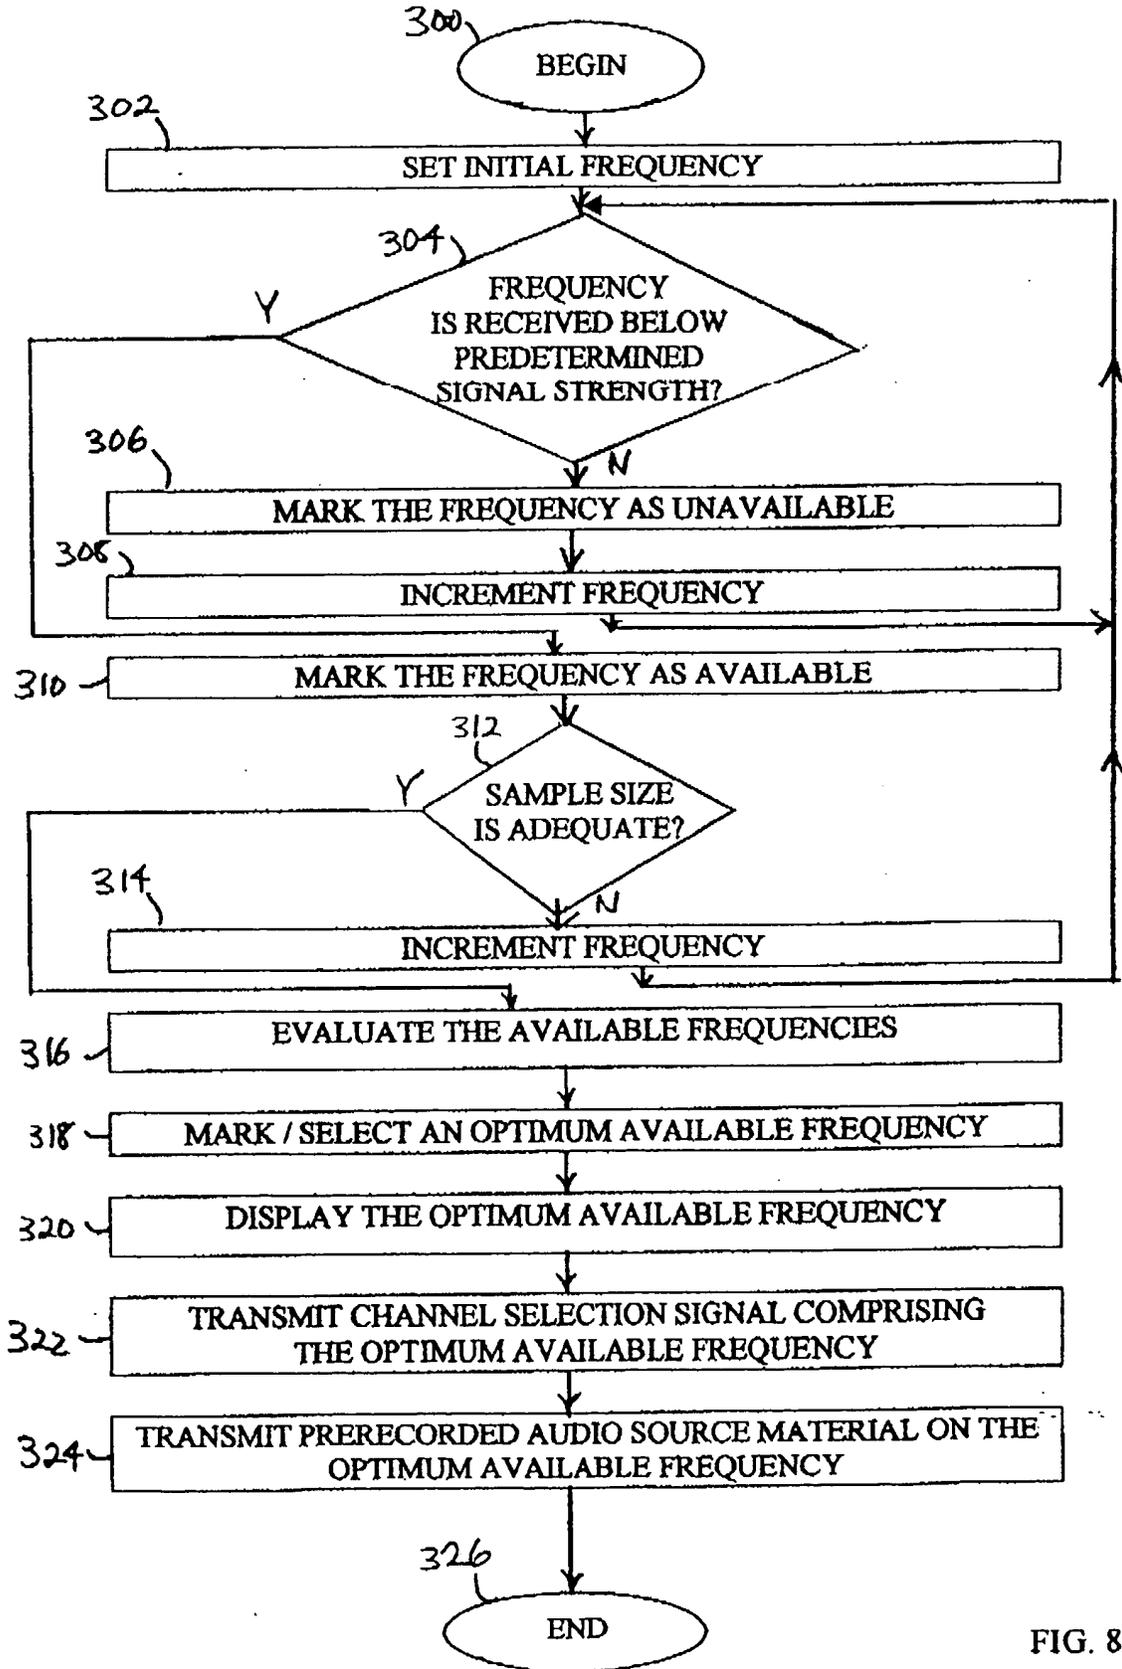 300
BEGIN
302
SET INITIAL FREQUENCY
304
Y
FREQUENCY
IS RECEIVED BELOW
PREDETERMINED
SIGNAL STRENGTH?
306
N
MARK THE FREQUENCY AS UNAVAILABLE
308
INCREMENT FREQUENCY
310
MARK THE FREQUENCY AS AVAILABLE
312
Y
SAMPLE SIZE
IS ADEQUATE?
314
N
INCREMENT FREQUENCY
316
EVALUATE THE AVAILABLE FREQUENCIES
318
MARK / SELECT AN OPTIMUM AVAILABLE FREQUENCY
320
DISPLAY THE OPTIMUM AVAILABLE FREQUENCY
322
TRANSMIT CHANNEL SELECTION SIGNAL COMPRISING
THE OPTIMUM AVAILABLE FREQUENCY
324
TRANSMIT PRERECORDED AUDIO SOURCE MATERIAL ON THE
OPTIMUM AVAILABLE FREQUENCY
326
END
FIG. 8